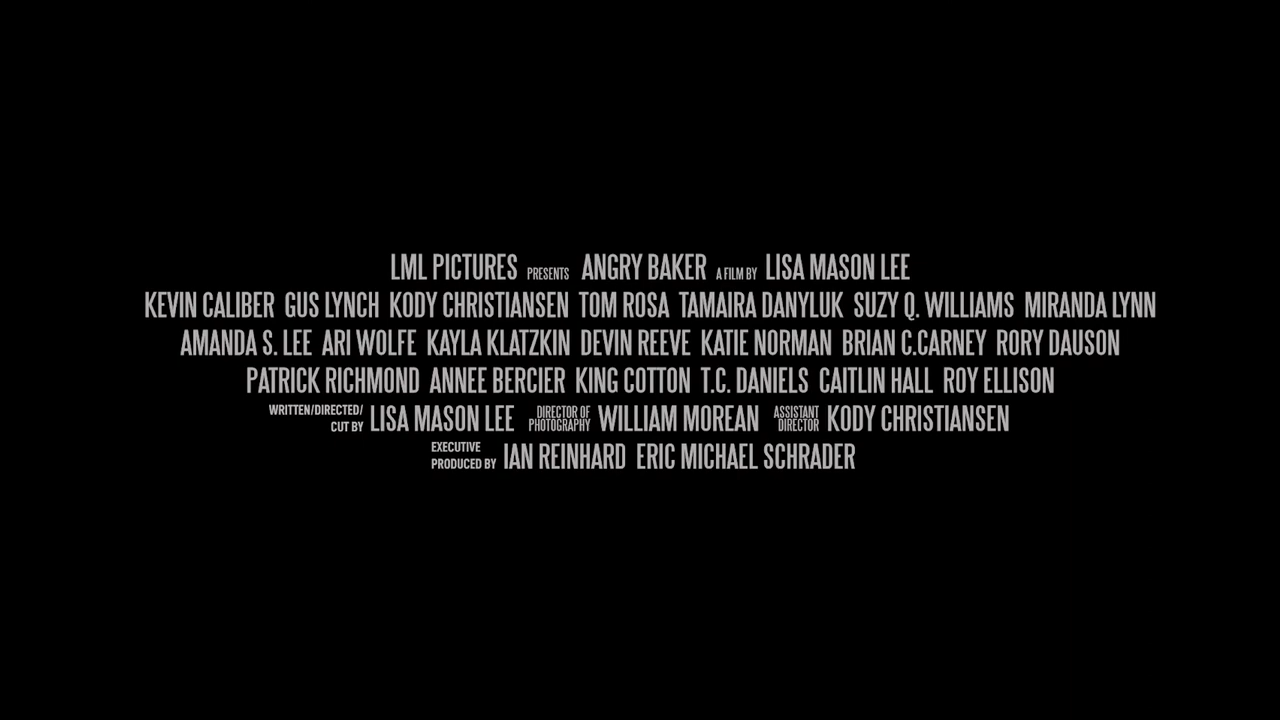 LML PICTURES PRESENTS ANGRY BAKER A FILM BY LISA MASON LEE
KEVIN CALIBER GUS LYNCH KODY CHRISTIANSEN TOM ROSA TAMAIRA DANYLUK SUZY Q. WILLIAMS MIRANDA LYNN
AMANDA S. LEE ARI WOLFE KAYLA KLATZKIN DEVIN REEVE KATIE NORMAN BRIAN C.CARNEY RORY DAUSON
PATRICK RICHMOND ANNEE BERCIER KING COTTON T.C. DANIELS CAITLIN HALL ROY ELLISON
WRITTEN/DIRECTED/ CUT BY LISA MASON LEE DIRECTOR OF PHOTOGRAPHY WILLIAM MOREAN ASSISTANT DIRECTOR KODY CHRISTIANSEN
EXECUTIVE PRODUCED BY IAN REINHARD ERIC MICHAEL SCHRADER